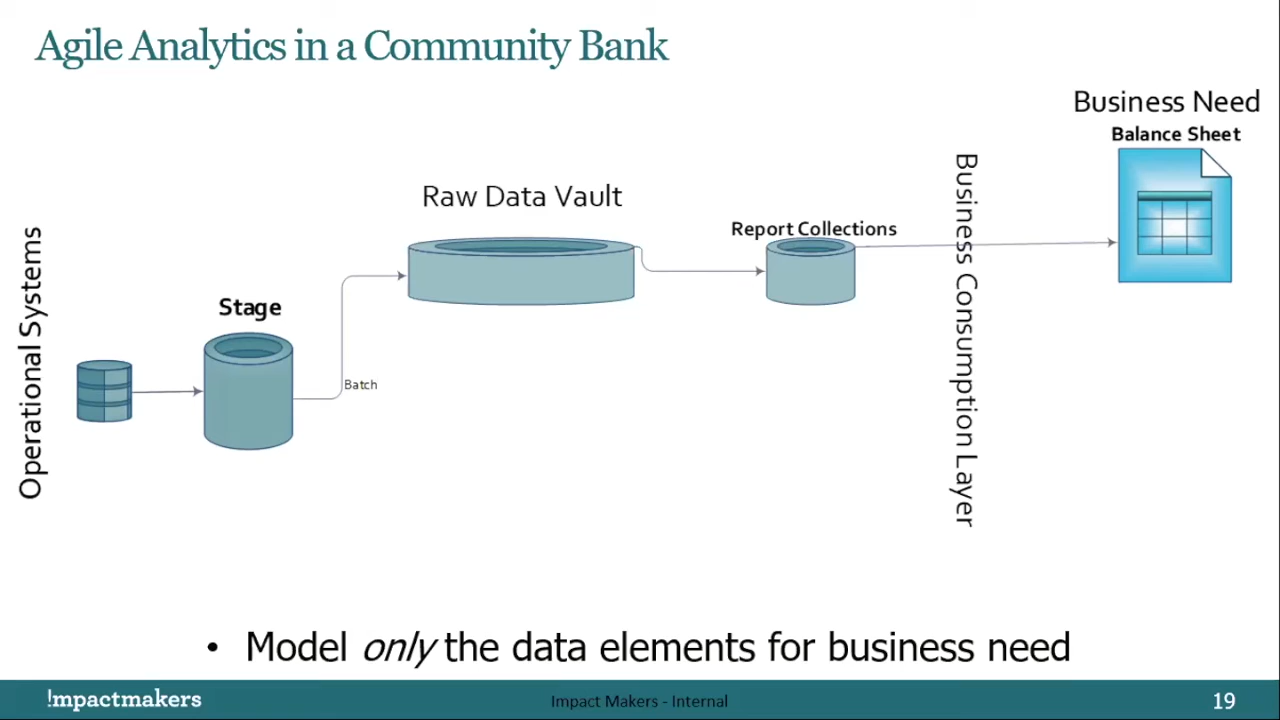 Agile Analytics in a Community Bank
Business Need
Balance Sheet
Raw Data Vault
Report Collections
Stage
Batch
Operational Systems
Business Consumption Layer
• Model only the data elements for business need
!mpactmakers
Impact Makers - Internal
19